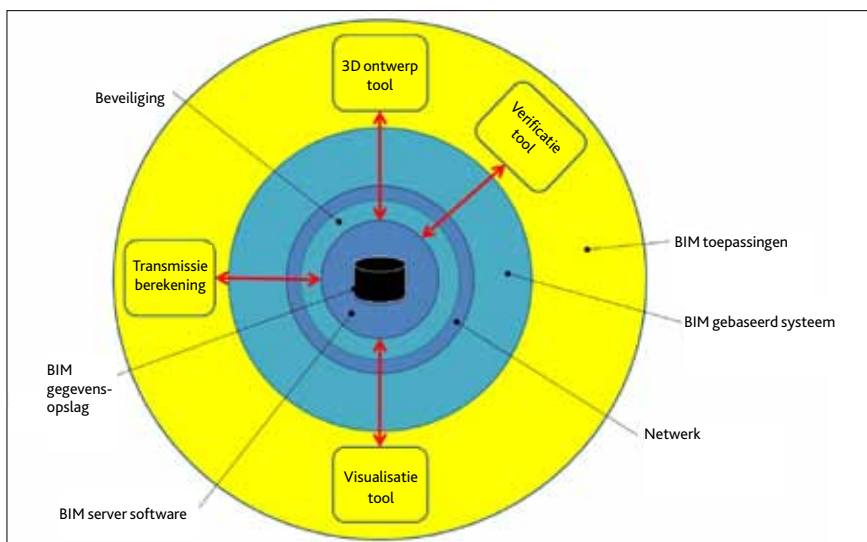 3D ontwerp
tool
Beveiliging
Verificatie
tool
BIM toepassingen
Transmissie
berekening
BIM gebaseerd systeem
BIM
gegevens-
opslag
Netwerk
Visualisatie
tool
BIM server software